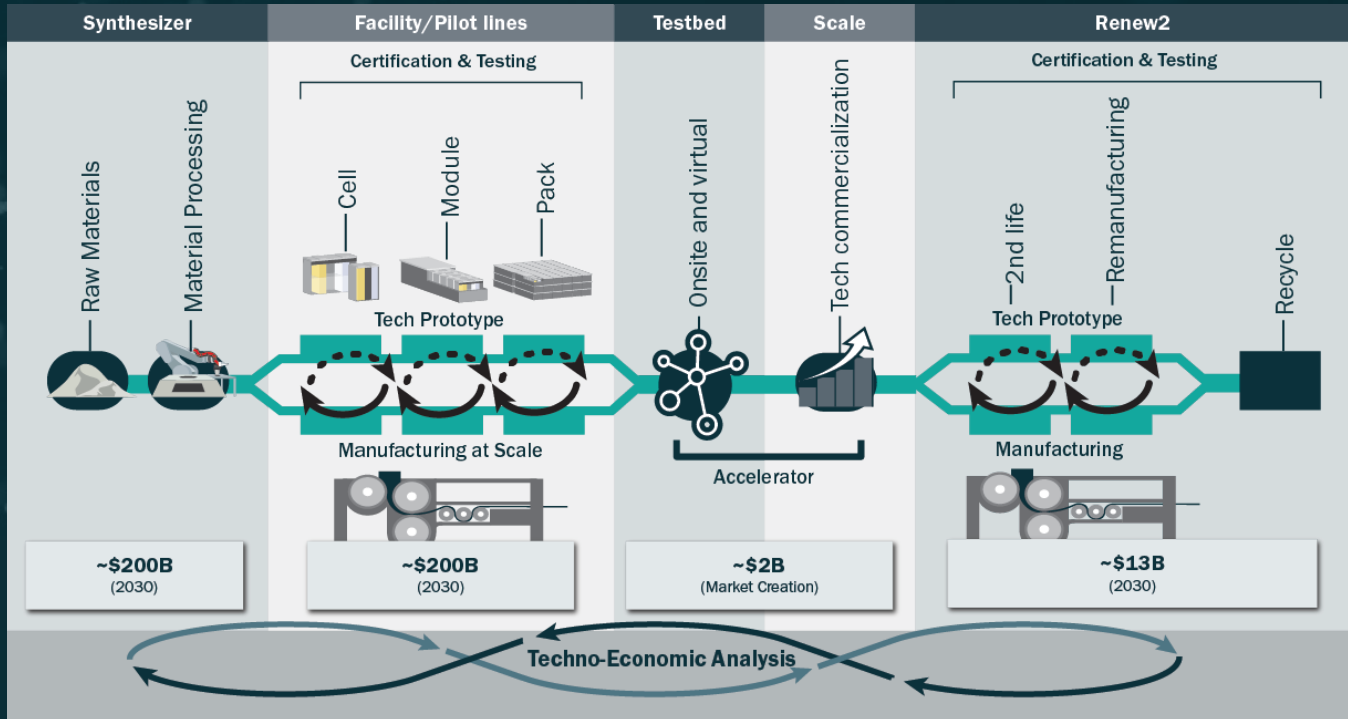 Synthesizer
Facility/Pilot lines
Testbed
Scale
Renew2
Certification & Testing
Certification & Testing
Raw Materials
Material Processing
Cell
Module
Pack
Onsite and virtual
Tech commercialization
2nd life
Remanufacturing
Recycle
Tech Prototype
Tech Prototype
Manufacturing at Scale
Accelerator
Manufacturing
~$200B
(2030)
~$200B
(2030)
~$2B
(Market Creation)
~$13B
(2030)
Techno-Economic Analysis